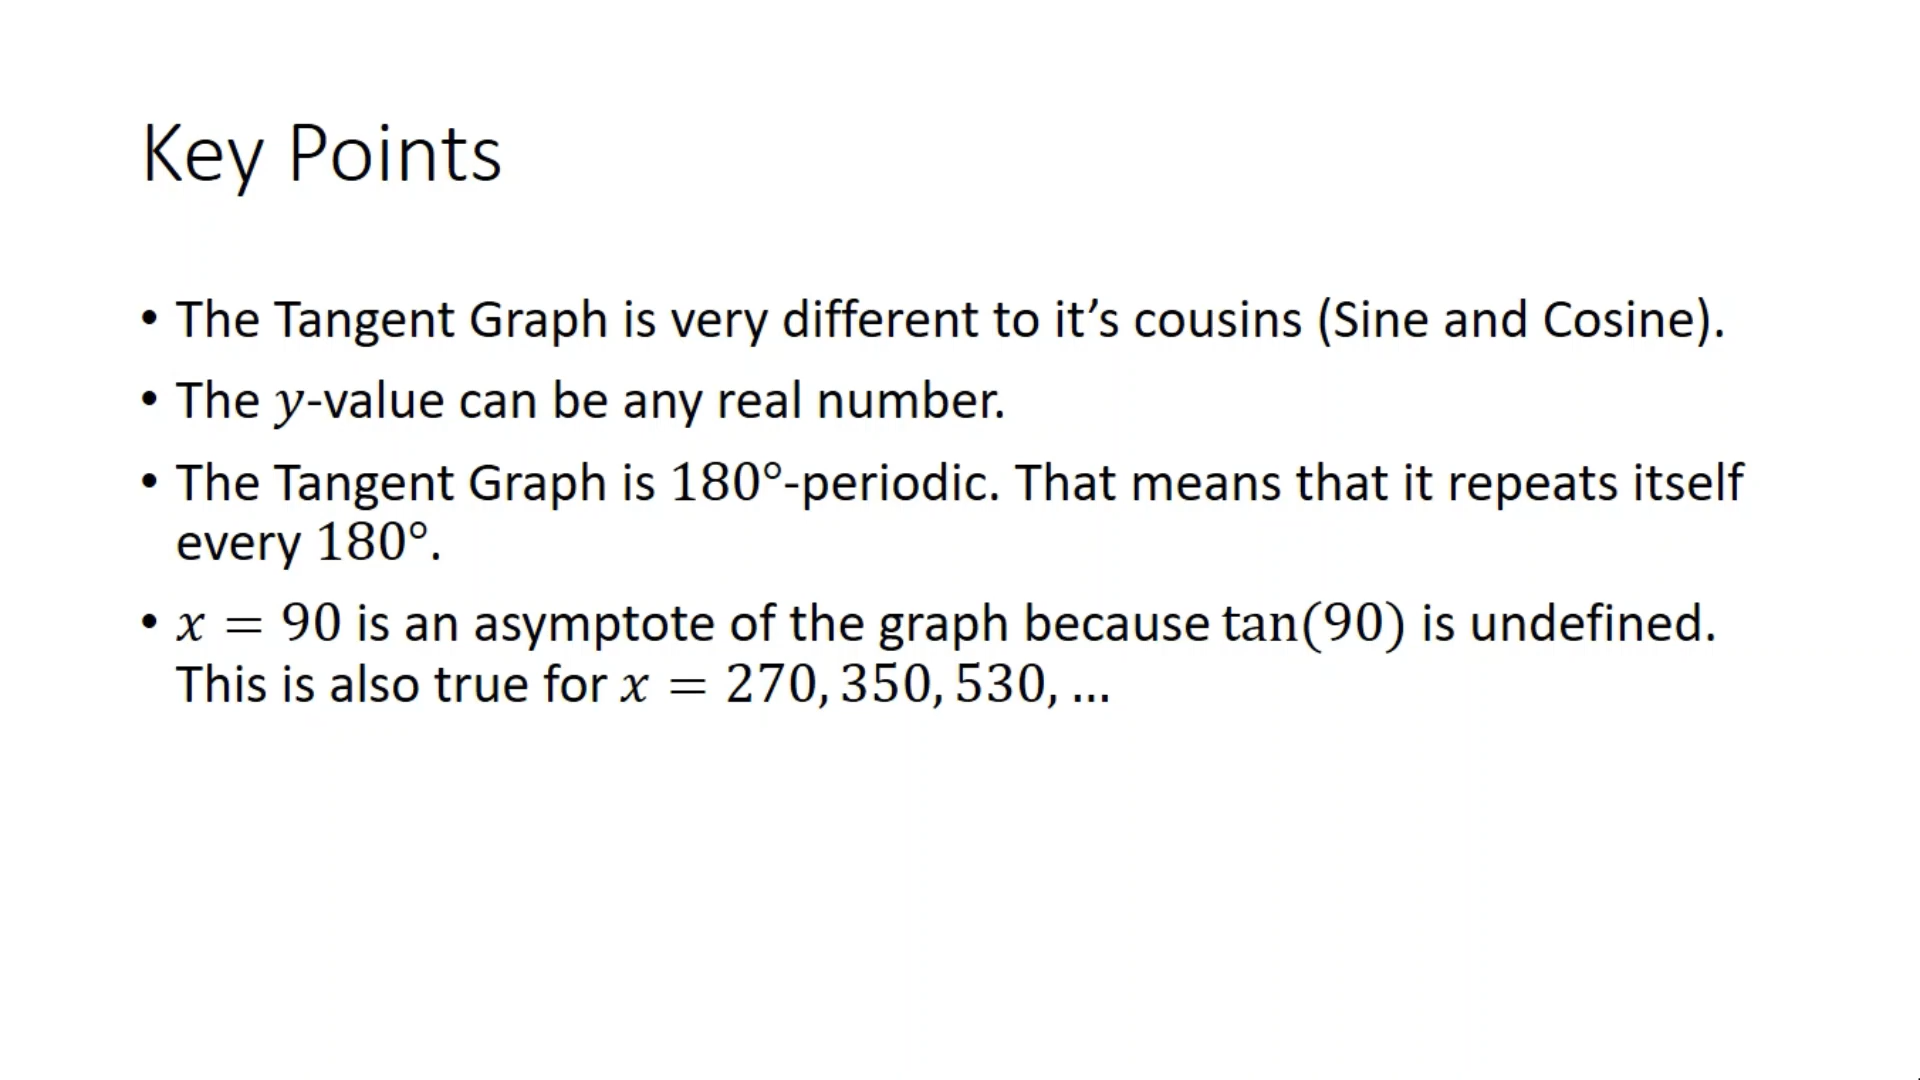 Key Points
• The Tangent Graph is very different to it’s cousins (Sine and Cosine).
• The y-value can be any real number.
• The Tangent Graph is 180°-periodic. That means that it repeats itself
every 180°.
• x = 90 is an asymptote of the graph because tan(90) is undefined.
This is also true for x = 270, 350, 530, …